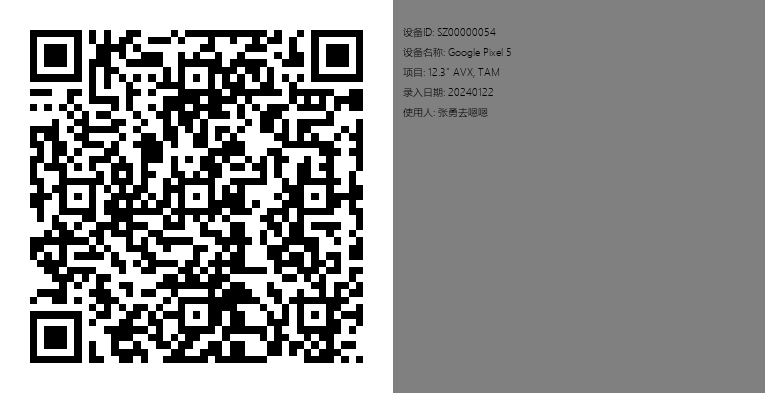 设备ID: SZ00000054
设备名称: Google Pixel 5
项目: 12.3" AVX, TAM
录入日期: 20240122
使用人: 张勇去嗯嗯